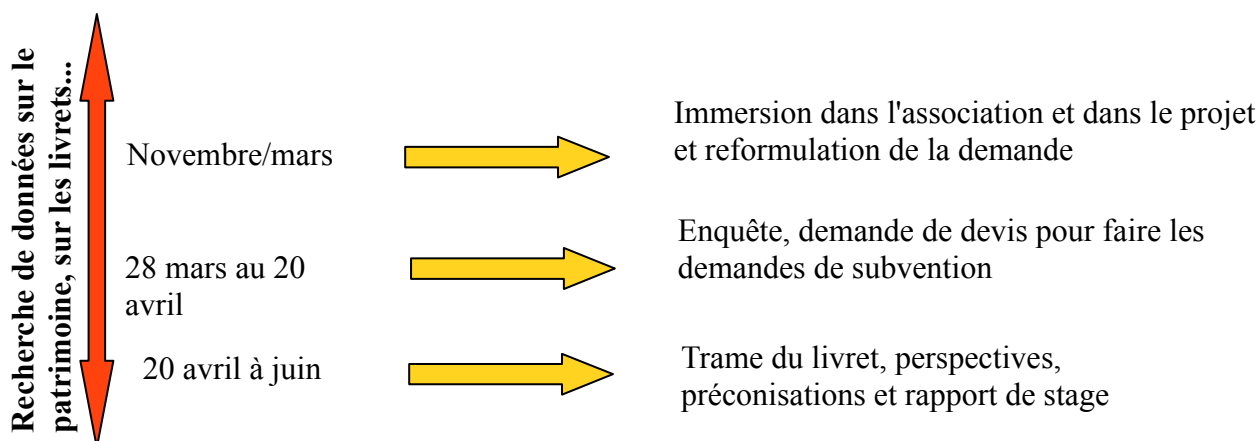 Recherche de données sur le
patrimoine, sur les livrets...
Novembre/mars
Immersion dans l'association et dans le projet
et reformulation de la demande
28 mars au 20
avril
Enquête, demande de devis pour faire les
demandes de subvention
20 avril à juin
Trame du livret, perspectives,
préconisations et rapport de stage